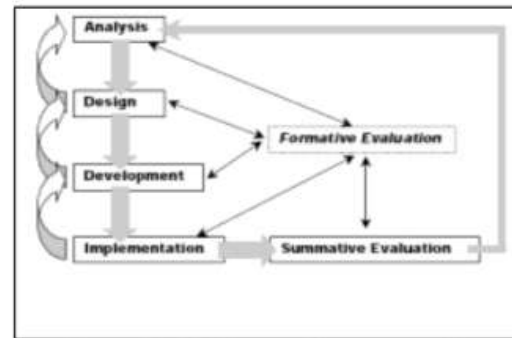 Analysis
Design
Formative Evaluation
Development
Implementation
Summative Evaluation